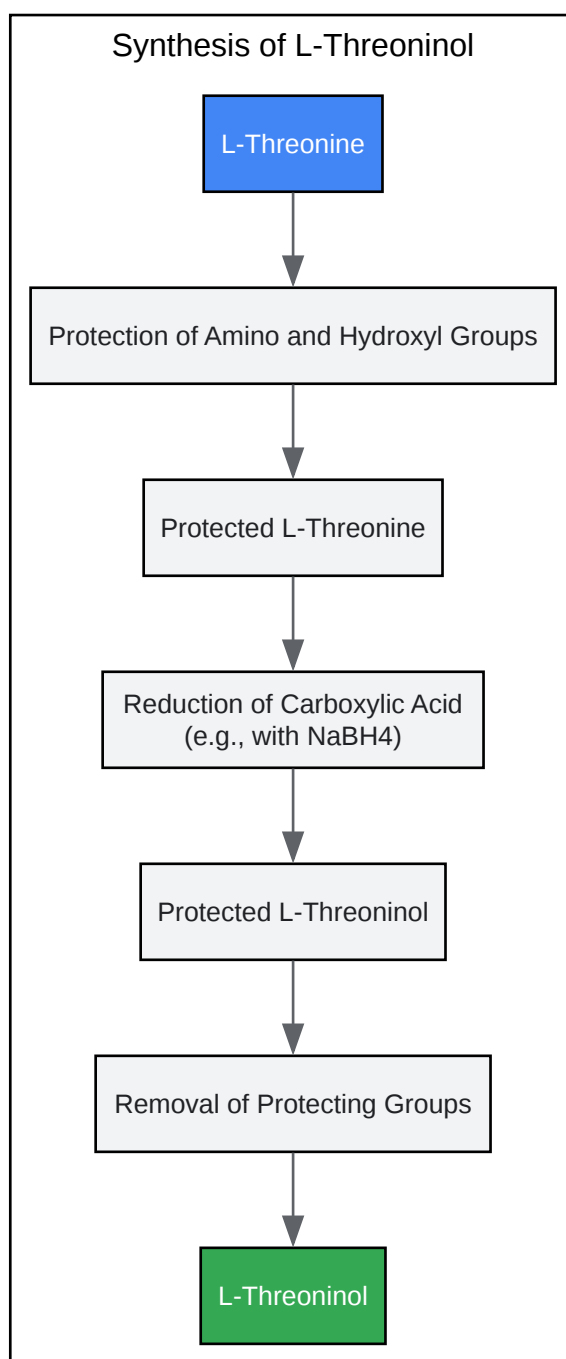 Synthesis of L-Threoninol
L-Threonine
Protection of Amino and Hydroxyl Groups
Protected L-Threonine
Reduction of Carboxylic Acid
(e.g., with NaBH4)
Protected L-Threoninol
Removal of Protecting Groups
L-Threoninol